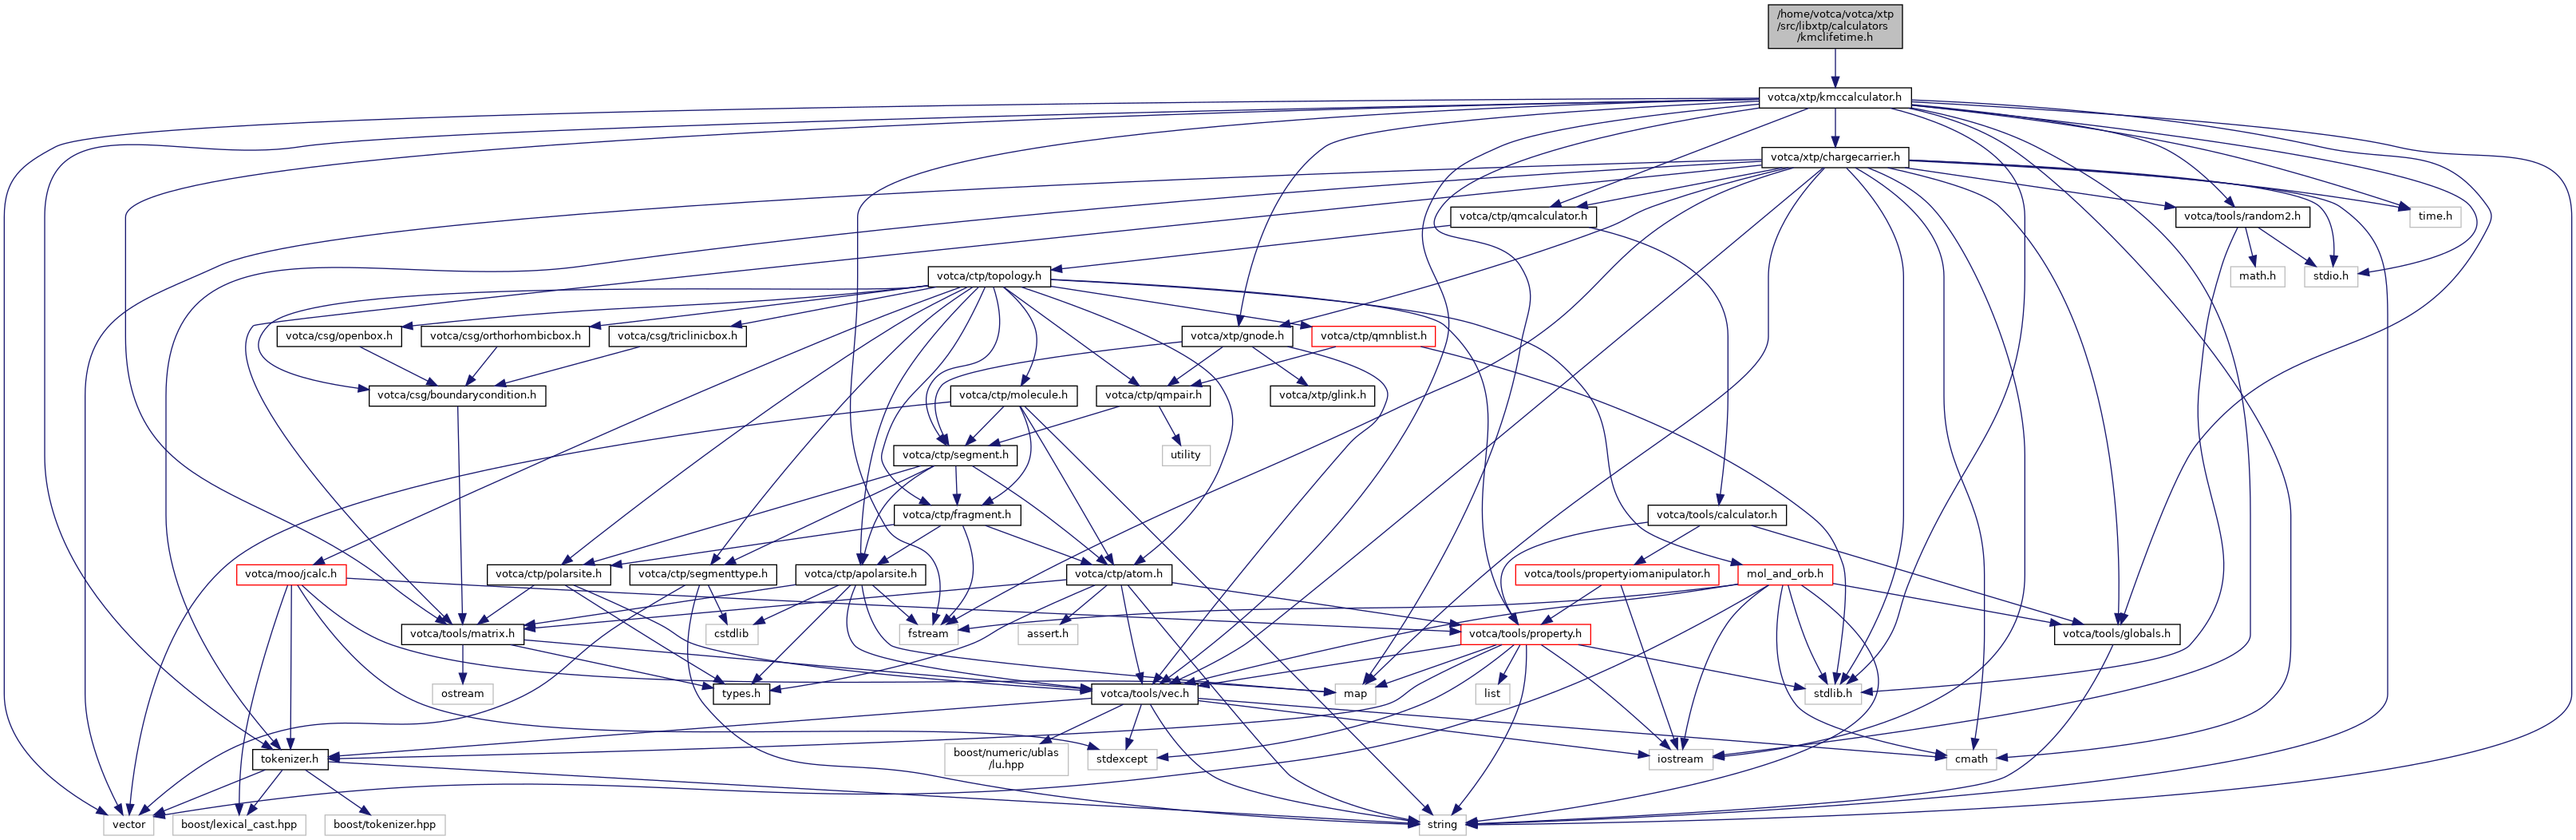 /home/votca/votca/xtp
/src/libxtp/calculators
/kmclifetime.h
votca/xtp/kmccalculator.h
votca/xtp/chargecarrier.h
votca/ctp/qmcalculator.h
votca/tools/random2.h
time.h
votca/ctp/topology.h
math.h
stdio.h
votca/csg/openbox.h
votca/csg/orthorhombicbox.h
votca/csg/triclinicbox.h
votca/xtp/gnode.h
votca/ctp/qmnblist.h
votca/csg/boundarycondition.h
votca/ctp/molecule.h
votca/ctp/qmpair.h
votca/xtp/glink.h
votca/ctp/segment.h
utility
votca/ctp/fragment.h
votca/tools/calculator.h
votca/moo/jcalc.h
votca/ctp/polarsite.h
votca/ctp/segmenttype.h
votca/ctp/apolarsite.h
votca/ctp/atom.h
votca/tools/propertyiomanipulator.h
mol_and_orb.h
votca/tools/matrix.h
cstdlib
fstream
assert.h
votca/tools/property.h
votca/tools/globals.h
ostream
types.h
votca/tools/vec.h
map
list
stdlib.h
tokenizer.h
boost/numeric/ublas
/lu.hpp
stdexcept
iostream
cmath
vector
boost/lexical_cast.hpp
boost/tokenizer.hpp
string